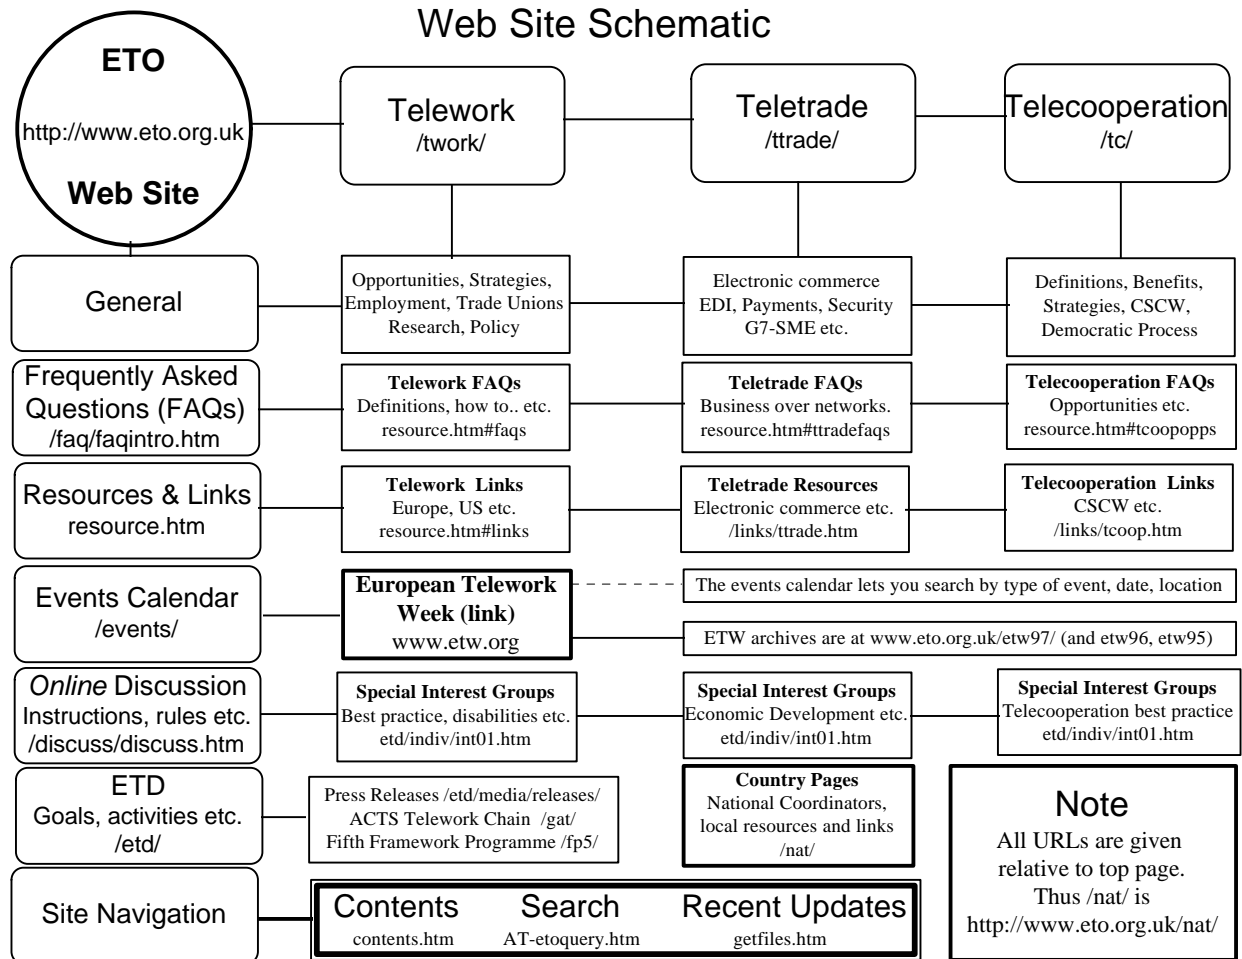 Web Site Schematic
ETO
http://www.eto.org.uk
Web Site
Telework
/twork/
Teletrade
/ttrade/
Telecooperation
/tc/
General
Opportunities, Strategies,
Employment, Trade Unions
Research, Policy
Electronic commerce
EDI, Payments, Security
G7-SME etc.
Definitions, Benefits,
Strategies, CSCW,
Democratic Process
Frequently Asked
Questions (FAQs)
/faq/faqintro.htm
Telework FAQs
Definitions, how to.. etc.
resource.htm#faqs
Teletrade FAQs
Business over networks.
resource.htm#ttradefaqs
Telecooperation FAQs
Opportunities etc.
resource.htm#tcoopopps
Resources & Links
resource.htm
Telework Links
Europe, US etc.
resource.htm#links
Teletrade Resources
Electronic commerce etc.
/links/ttrade.htm
Telecooperation Links
CSCW etc.
/links/tcoop.htm
Events Calendar
/events/
European Telework
Week (link)
www.etw.org
The events calendar lets you search by type of event, date, location
ETW archives are at www.eto.org.uk/etw97/ (and etw96, etw95)
Online Discussion
Instructions, rules etc.
/discuss/discuss.htm
Special Interest Groups
Best practice, disabilities etc.
etd/indiv/int01.htm
Special Interest Groups
Economic Development etc.
etd/indiv/int01.htm
Special Interest Groups
Telecooperation best practice
etd/indiv/int01.htm
ETD
Goals, activities etc.
/etd/
Press Releases /etd/media/releases/
ACTS Telework Chain /gat/
Fifth Framework Programme /fp5/
Country Pages
National Coordinators,
local resources and links
/nat/
Note
All URLs are given
relative to top page.
Thus /nat/ is
http://www.eto.org.uk/nat/
Site Navigation
Contents
contents.htm
Search
AT-etoquery.htm
Recent Updates
getfiles.htm